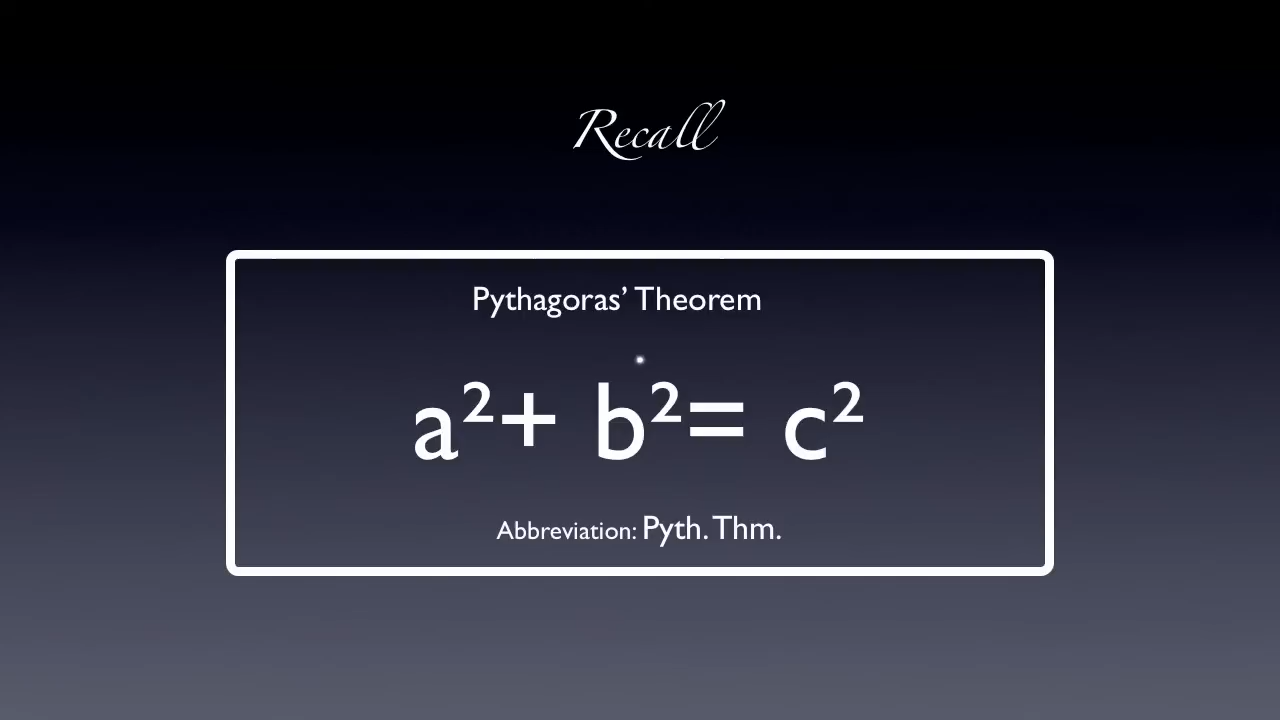 Recall
Pythagoras’ Theorem
a²+ b²= c²
Abbreviation: Pyth. Thm.